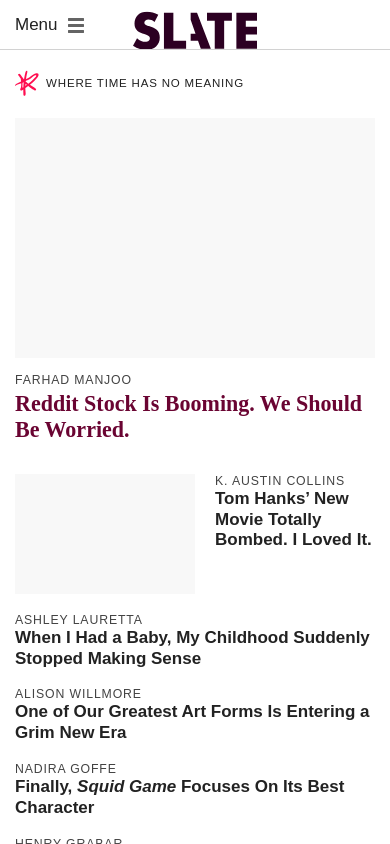 Menu
SLATE
WHERE TIME HAS NO MEANING
FARHAD MANJOO
Reddit Stock Is Booming. We Should
Be Worried.
K. AUSTIN COLLINS
Tom Hanks’ New
Movie Totally
Bombed. I Loved It.
ASHLEY LAURETTA
When I Had a Baby, My Childhood Suddenly
Stopped Making Sense
ALISON WILLMORE
One of Our Greatest Art Forms Is Entering a
Grim New Era
NADIRA GOFFE
Finally, Squid Game Focuses On Its Best
Character
HENRY GRABAR